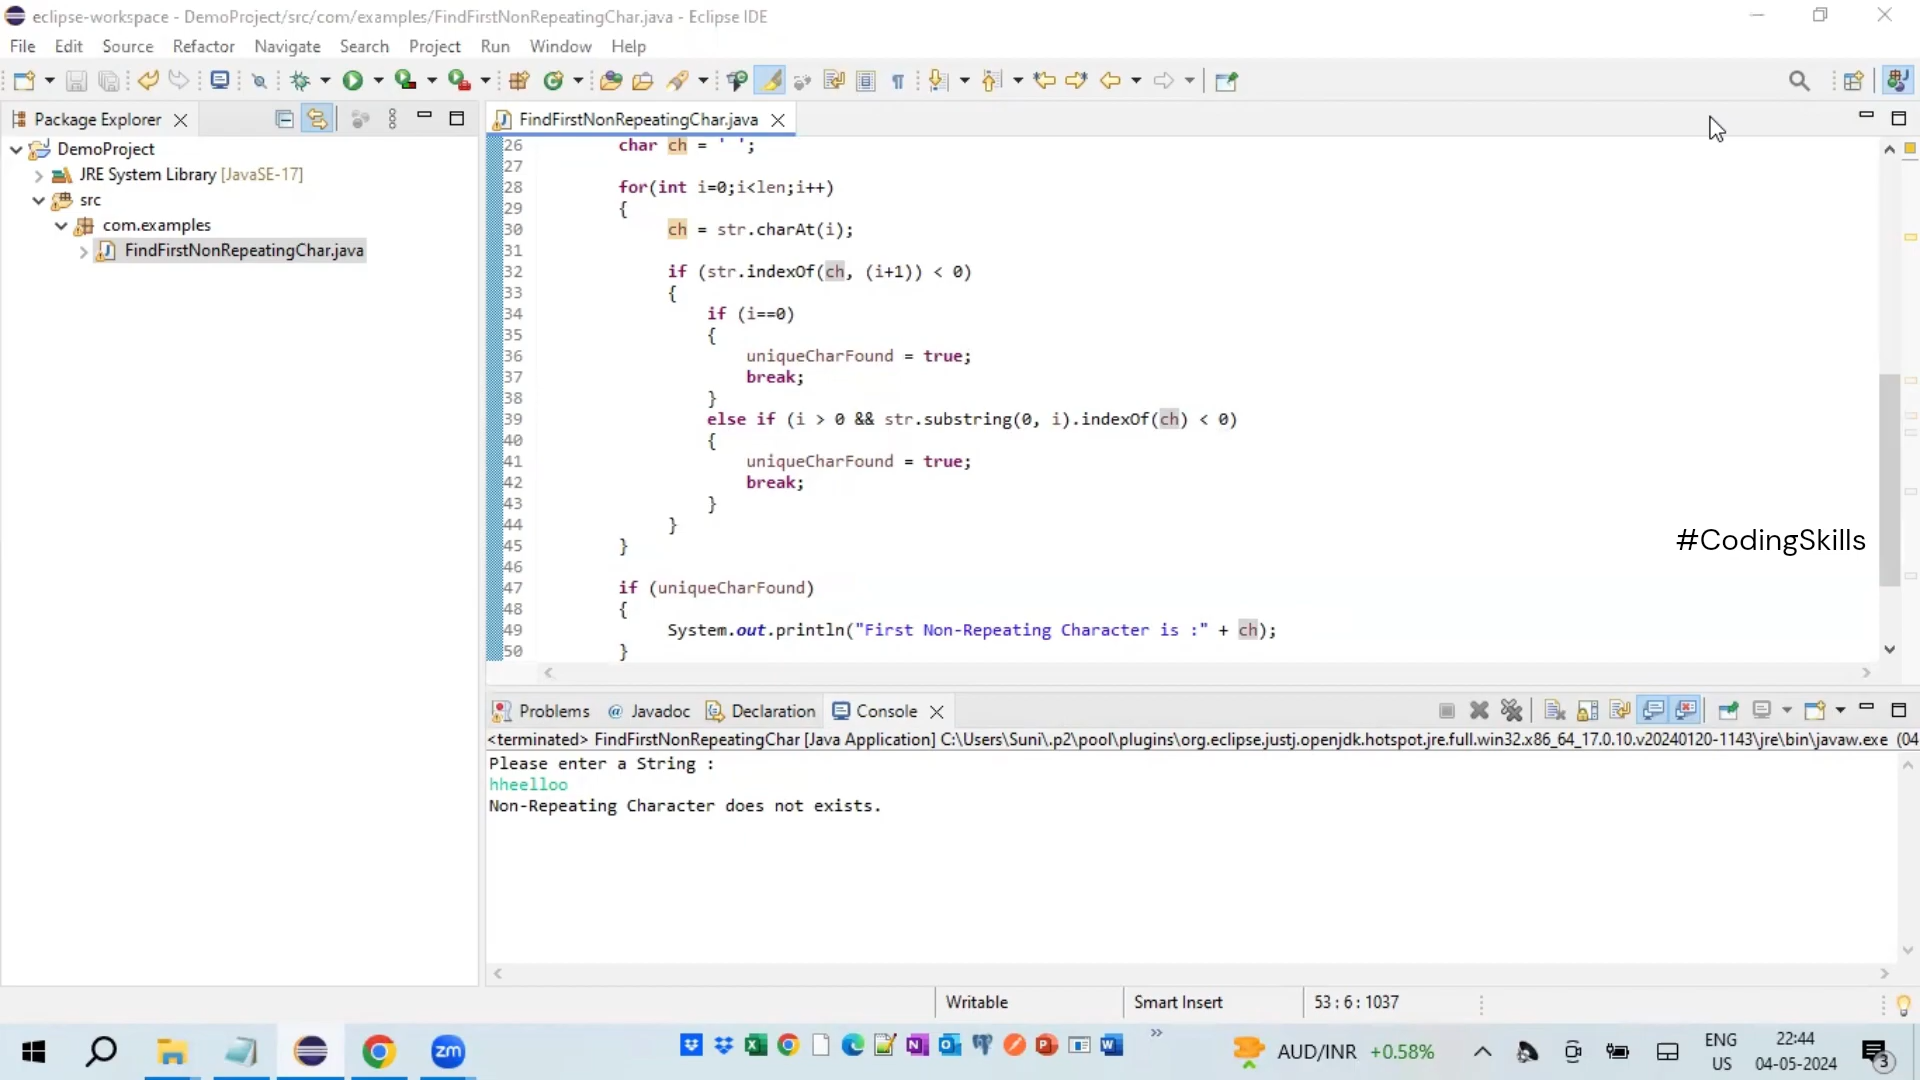 eclipse-workspace - DemoProject/src/com/examples/FindFirstNonRepeatingChar.java - Eclipse IDE
File Edit Source Refactor Navigate Search Project Run Window Help
Package Explorer
FindFirstNonRepeatingChar.java
DemoProject
JRE System Library [JavaSE-17]
src
com.examples
FindFirstNonRepeatingChar.java
26 char ch = ' ';
27
28 for(int i=0;i<len;i++)
29 {
30 ch = str.charAt(i);
31
32 if (str.indexOf(ch, (i+1)) < 0)
33 {
34 if (i==0)
35 {
36 uniqueCharFound = true;
37 break;
38 }
39 else if (i > 0 && str.substring(0, i).indexOf(ch) < 0)
40 {
41 uniqueCharFound = true;
42 break;
43 }
44 }
45 }
46
47 if (uniqueCharFound)
48 {
49 System.out.println("First Non-Repeating Character is :" + ch);
50 }
#CodingSkills
Problems @ Javadoc Declaration Console
<terminated> FindFirstNonRepeatingChar [Java Application] C:\Users\Suni\.p2\pool\plugins\org.eclipse.justj.openjdk.hotspot.jre.full.win32.x86_64_17.0.10.v20240120-1143\jre\bin\javaw.exe (04
Please enter a String :
hheelloo
Non-Repeating Character does not exists.
Writable Smart Insert 53 : 6 : 1037
zm
AUD/INR +0.58%
ENG
US
22:44
04-05-2024
3